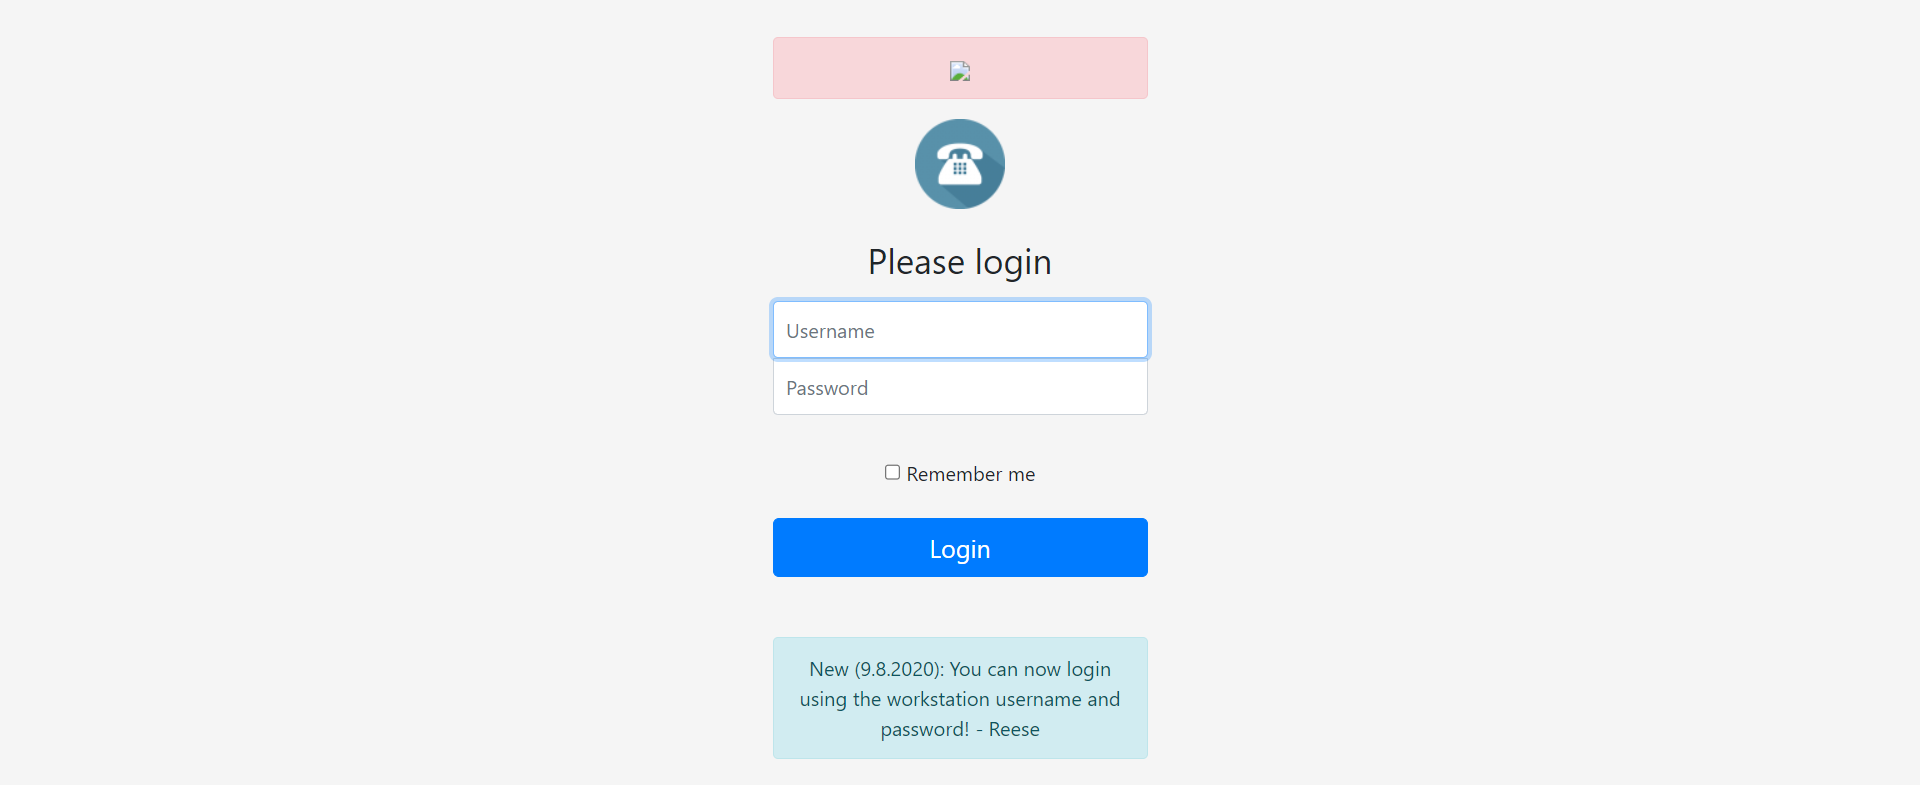 Please login
Username
Password
Remember me
Login
New (9.8.2020): You can now login
using the workstation username and
password! - Reese